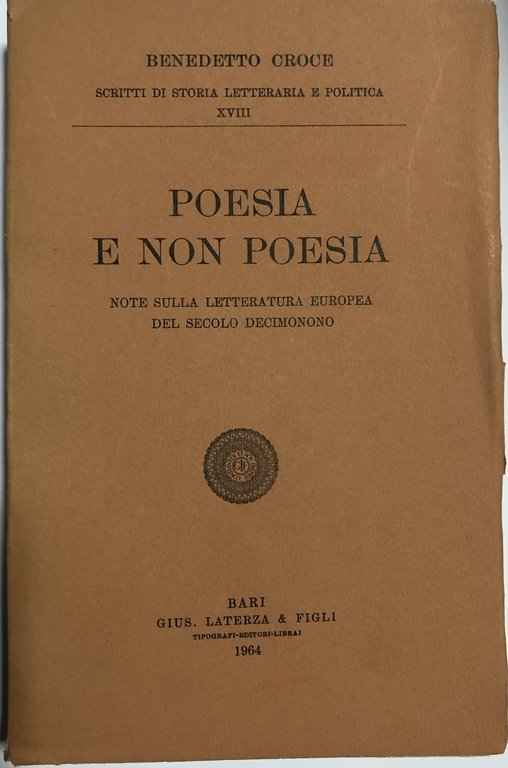 BENEDETTO CROCE
SCRITTI DI STORIA LETTERARIA E POLITICA
XVIII
POESIA
E NON POESIA
NOTE SULLA LETTERATURA EUROPEA
DEL SECOLO DECIMONONO
BARI
GIUS. LATERZA & FIGLI
TIPOGRAFI-EDITORI-LIBRAI
1964